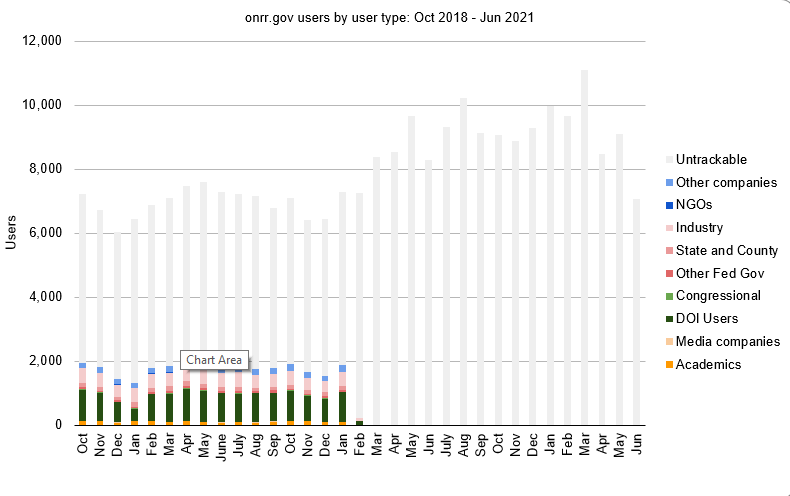 onrr.gov users by user type: Oct 2018 - Jun 2021
12,000
10,000
8,000
6,000
4,000
2,000
0
Users
Chart Area
Untrackable
Other companies
NGOs
Industry
State and County
Other Fed Gov
Congressional
DOI Users
Media companies
Academics
Oct
Nov
Dec
Jan
Feb
Mar
Apr
May
June
July
Aug
Sep
Oct
Nov
Dec
Jan
Feb
Mar
Apr
May
Jun
July
Aug
Sep
Oct
Nov
Dec
Jan
Feb
Mar
Apr
May
Jun